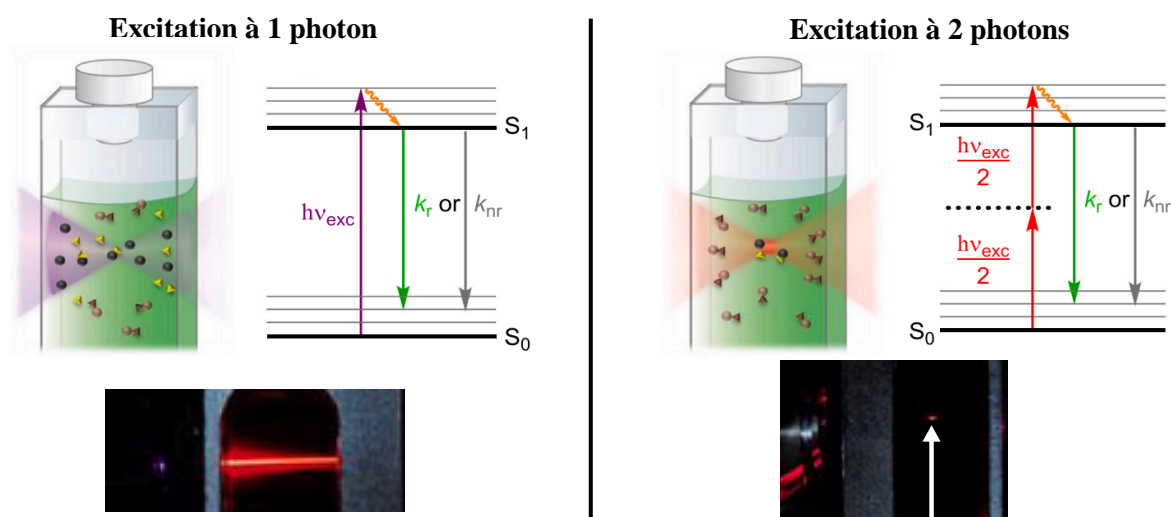 Excitation à 1 photon
S1
hνexc
kr or knr
S0
Excitation à 2 photons
S1
hνexc
2
kr or knr
hνexc
2
S0